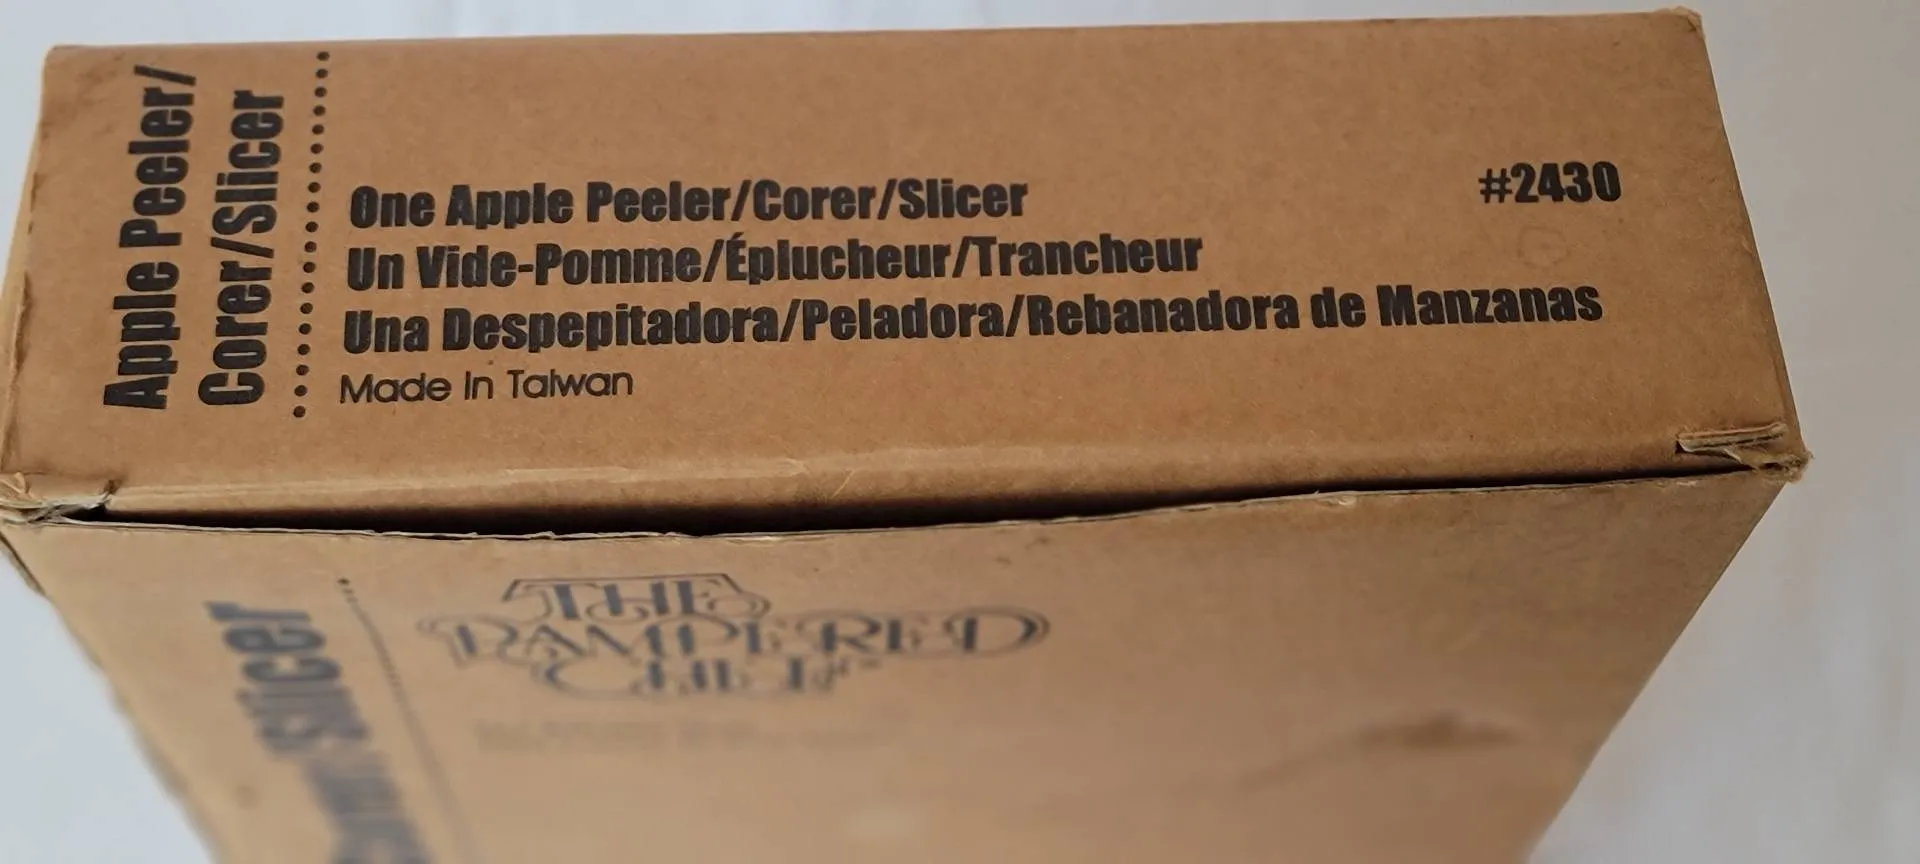 Apple Peeler/
Corer/Slicer
One Apple Peeler/Corer/Slicer
#2430
Un Vide-Pomme/Éplucheur/Trancheur
Una Despepitadora/Peladora/Rebanadora de Manzanas
Made In Taiwan
THE
PAMPERED
CHEF
Slicer